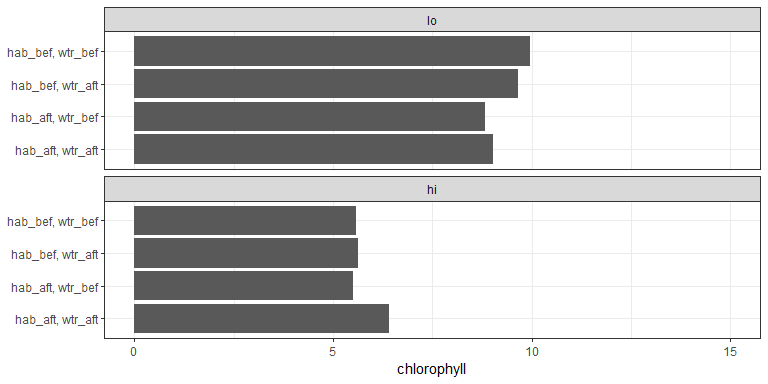 lo
hab_bef, wtr_bef
hab_bef, wtr_aft
hab_aft, wtr_bef
hab_aft, wtr_aft
hi
hab_bef, wtr_bef
hab_bef, wtr_aft
hab_aft, wtr_bef
hab_aft, wtr_aft
0 5 10 15
chlorophyll